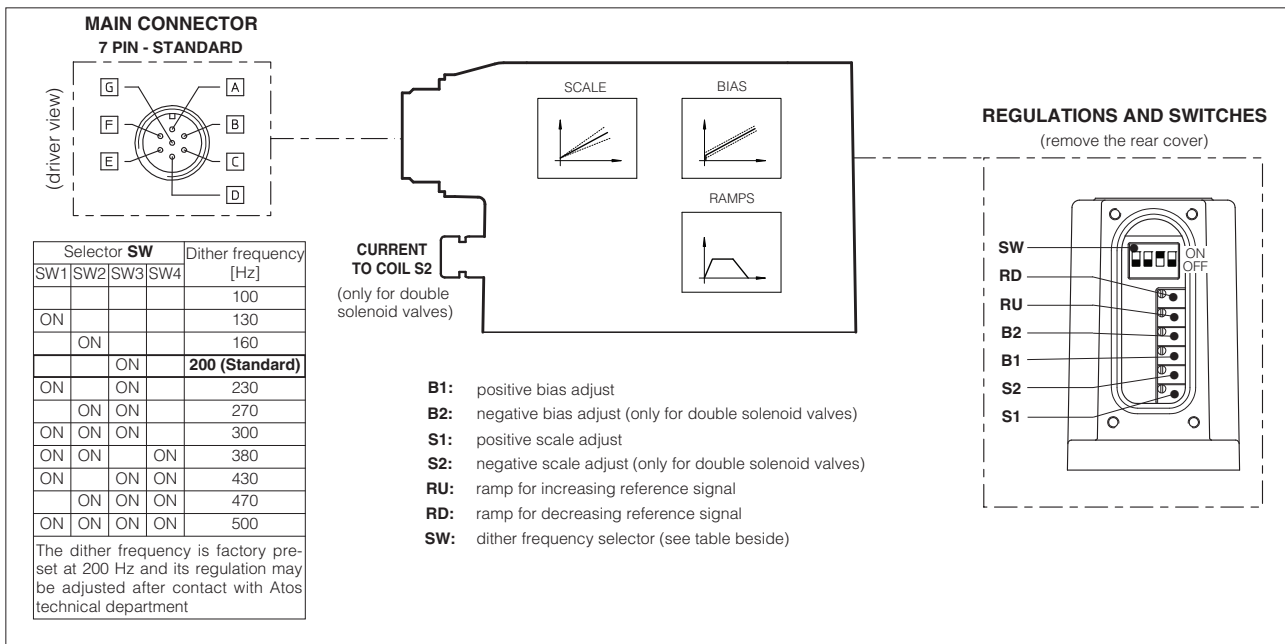 MAIN CONNECTOR
7 PIN - STANDARD
(driver view)
G
A
F
B
E
C
D
SCALE
BIAS
RAMPS
CURRENT
TO COIL S2
(only for double
solenoid valves)
REGULATIONS AND SWITCHES
(remove the rear cover)
SW
ON
OFF
RD
RU
B2
B1
S2
S1
Selector SW Dither frequency
SW1 SW2 SW3 SW4 [Hz]
100
ON 130
ON 160
ON 200 (Standard)
ON ON 230
ON ON 270
ON ON ON 300
ON ON ON 380
ON ON ON 430
ON ON ON 470
ON ON ON ON 500
The dither frequency is factory pre-
set at 200 Hz and its regulation may
be adjusted after contact with Atos
technical department
B1: positive bias adjust
B2: negative bias adjust (only for double solenoid valves)
S1: positive scale adjust
S2: negative scale adjust (only for double solenoid valves)
RU: ramp for increasing reference signal
RD: ramp for decreasing reference signal
SW: dither frequency selector (see table beside)